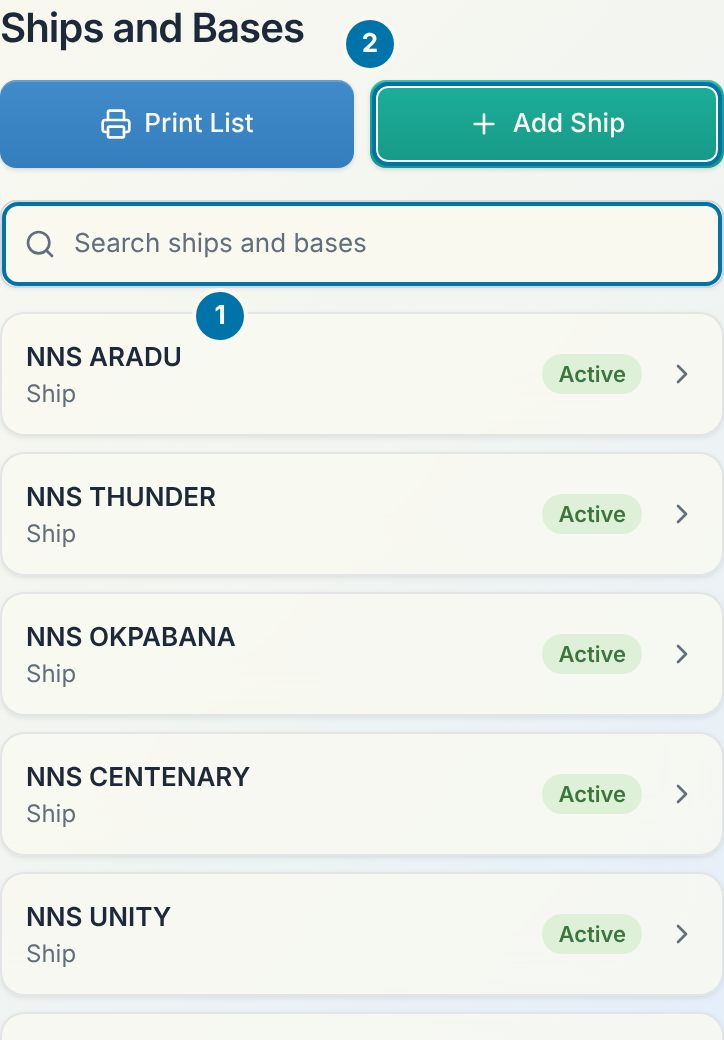 Ships and Bases
2
Print List
Add Ship
Search ships and bases
1
NNS ARADU
Ship
Active
NNS THUNDER
Ship
Active
NNS OKPABANA
Ship
Active
NNS CENTENARY
Ship
Active
NNS UNITY
Ship
Active